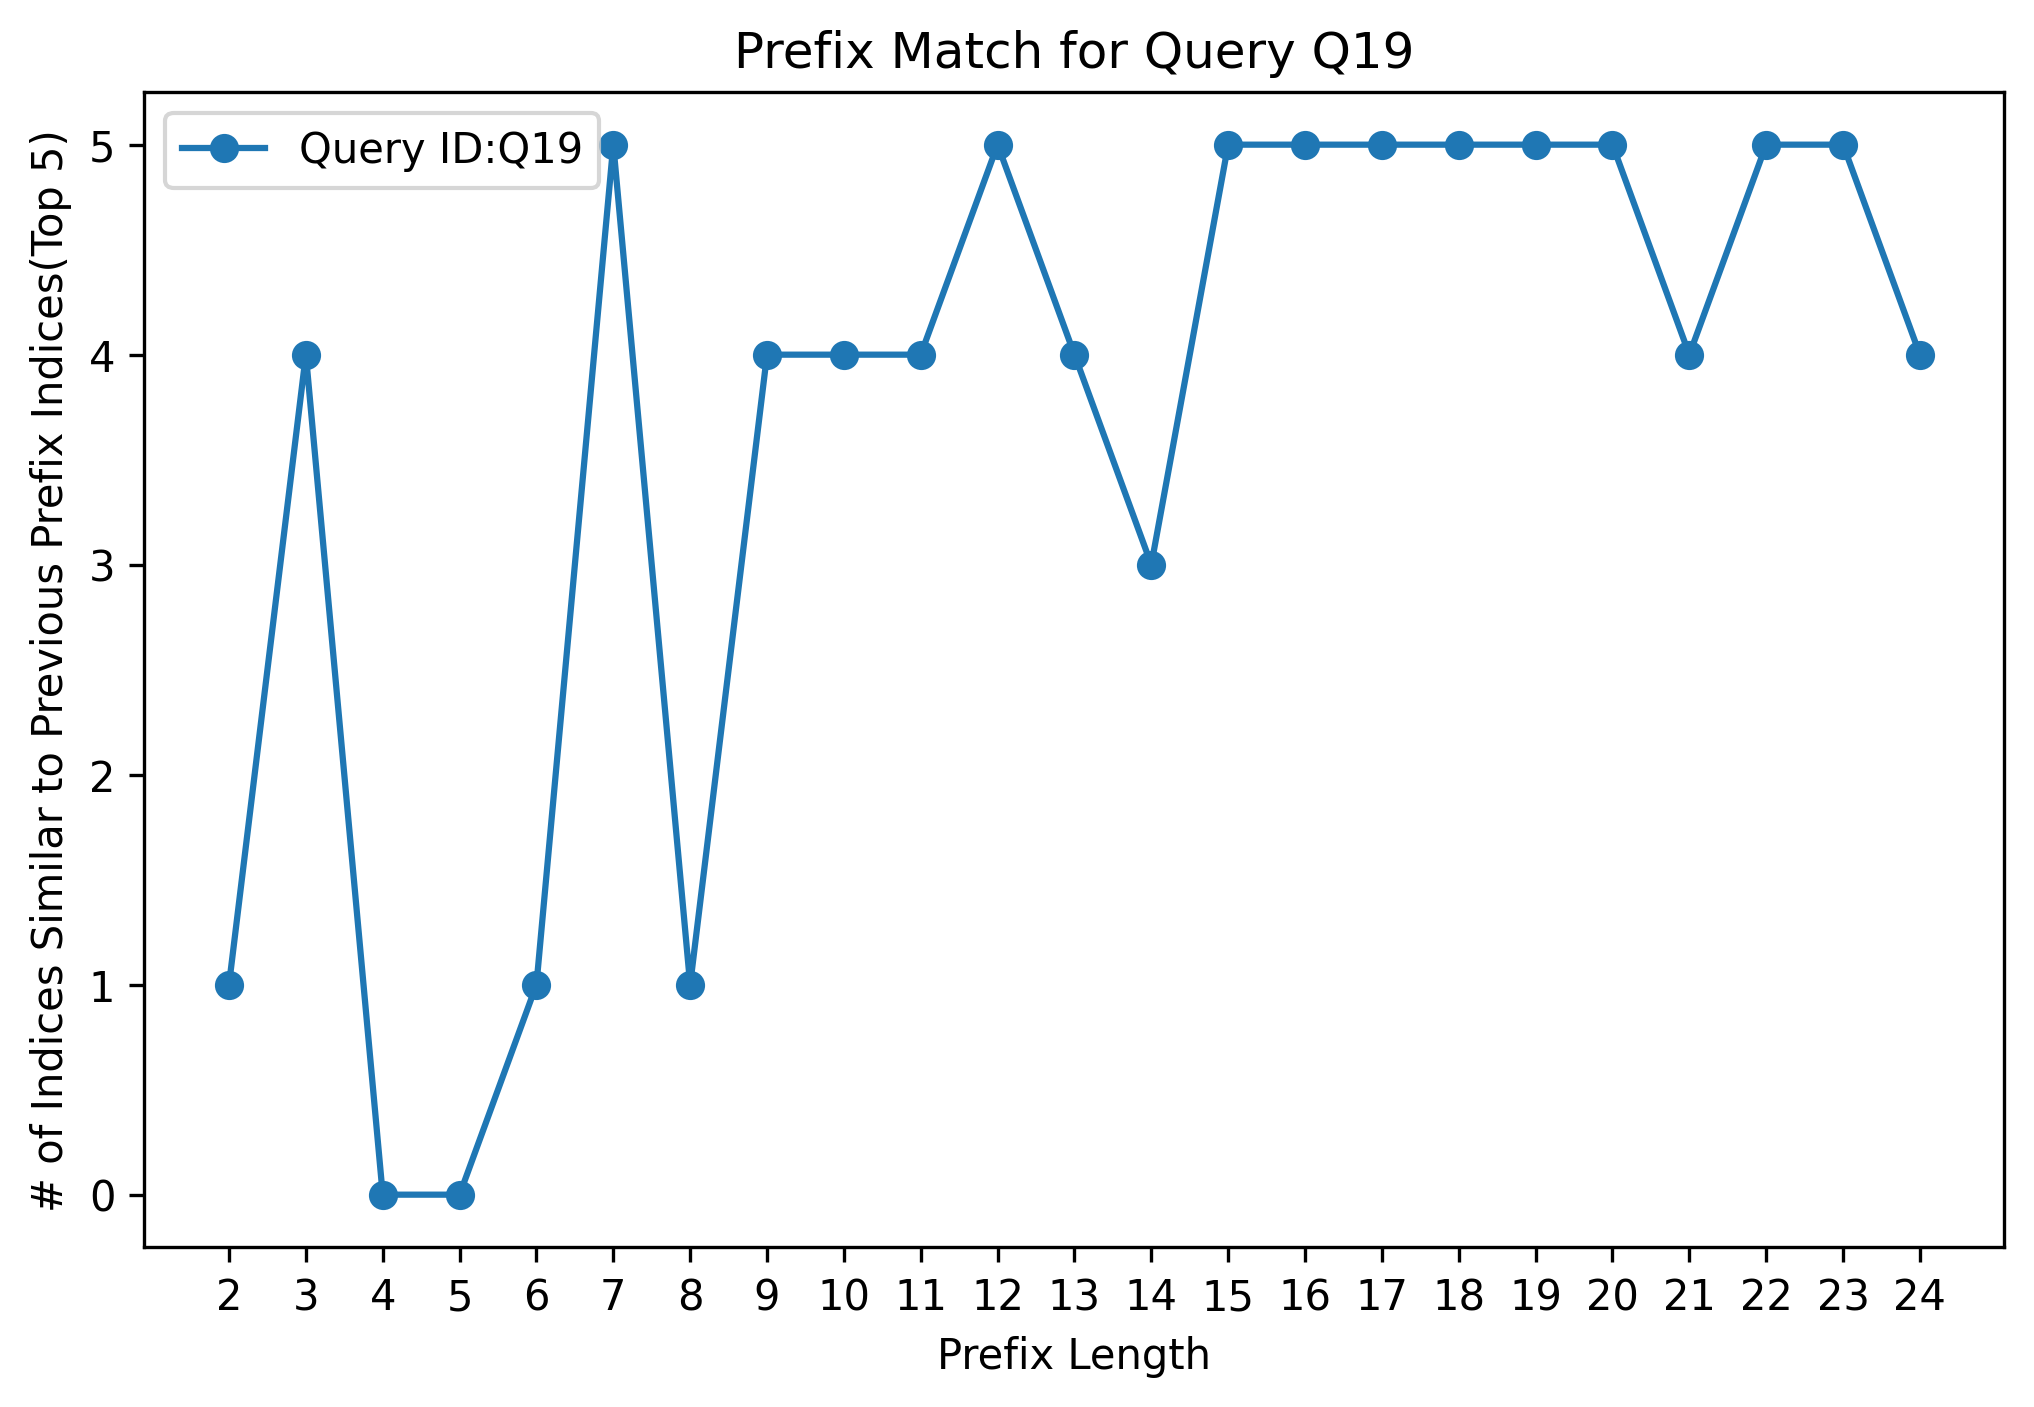 Prefix Match for Query Q19
Query ID:Q19
# of Indices Similar to Previous Prefix Indices(Top 5)
5
4
3
2
1
0
2 3 4 5 6 7 8 9 10 11 12 13 14 15 16 17 18 19 20 21 22 23 24
Prefix Length